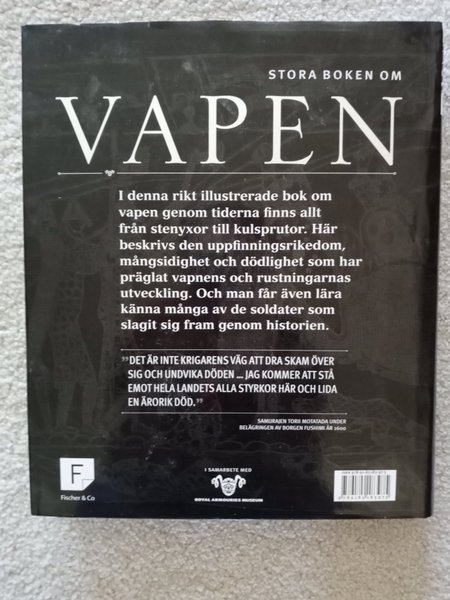 STORA BOKEN OM
VAPEN
I denna rikt illustrerade bok om
vapen genom tiderna finns allt
från stenyxor till kulsprutor. Här
beskrivs den uppfinningsrikedom,
mångsidighet och dödlighet som har
präglat vapnens och rustningarnas
utveckling. Och man får även lära
känna många av de soldater som
slagit sig fram genom historien.
”DET ÄR INTE KRIGARENS VÄG ATT DRA SKAM ÖVER
SIG OCH UNDVIKA DÖDEN ... JAG KOMMER ATT STÅ
EMOT HELA LANDETS ALLA STYRKOR HÄR OCH LIDA
EN ÄRORIK DÖD.”
SAMURAJEN TORII MOTATADA UNDER
BELÄGRINGEN AV BORGEN FUSHIMI ÅR 1600
F
Fischer & Co
I SAMARBETE MED
ROYAL ARMOURIES MUSEUM